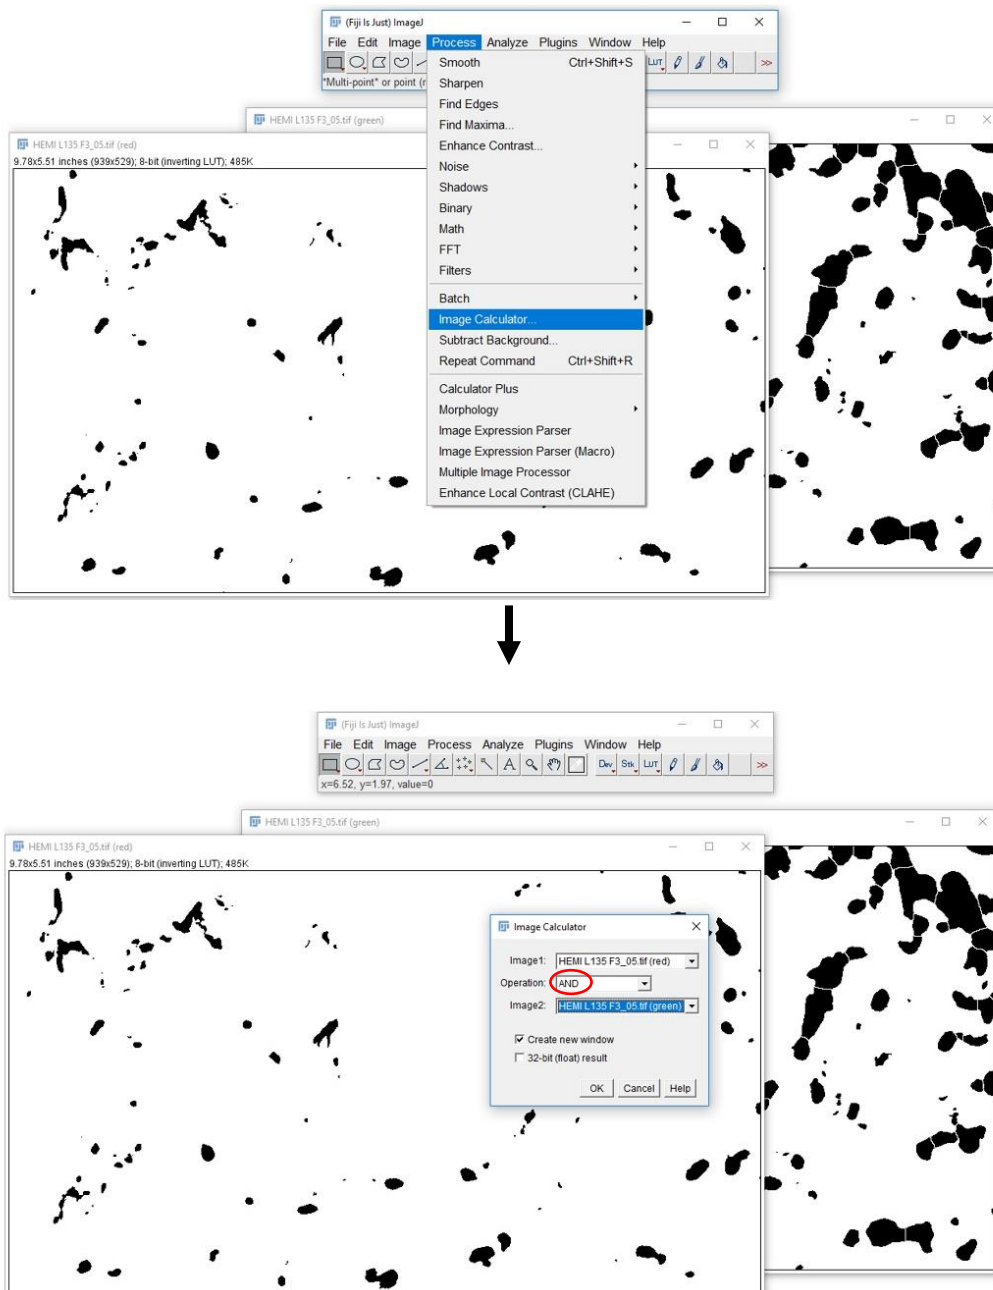 (Fiji Is Just) ImageJ
File Edit Image Process Analyze Plugins Window Help
LUT
>>
*Multi-point* or point (r
Smooth Ctrl+Shift+S
Sharpen
Find Edges
Find Maxima...
Enhance Contrast...
Noise
Shadows
Binary
Math
FFT
Filters
Batch
Image Calculator...
Subtract Background...
Repeat Command Ctrl+Shift+R
Calculator Plus
Morphology
Image Expression Parser
Image Expression Parser (Macro)
Multiple Image Processor
Enhance Local Contrast (CLAHE)
HEMI L135 F3_05.tif (green)
HEMI L135 F3_05.tif (red)
9.78x5.51 inches (939x529); 8-bit (inverting LUT); 485K
(Fiji Is Just) ImageJ
File Edit Image Process Analyze Plugins Window Help
A Dev Stk LUT >>
x=6.52, y=1.97, value=0
HEMI L135 F3_05.tif (green)
HEMI L135 F3_05.tif (red)
9.78x5.51 inches (939x529); 8-bit (inverting LUT); 485K
Image Calculator
Image1: HEMI L135 F3_05.tif (red)
Operation: AND
Image2: HEMI L135 F3_05.tif (green)
Create new window
32-bit (float) result
OK Cancel Help